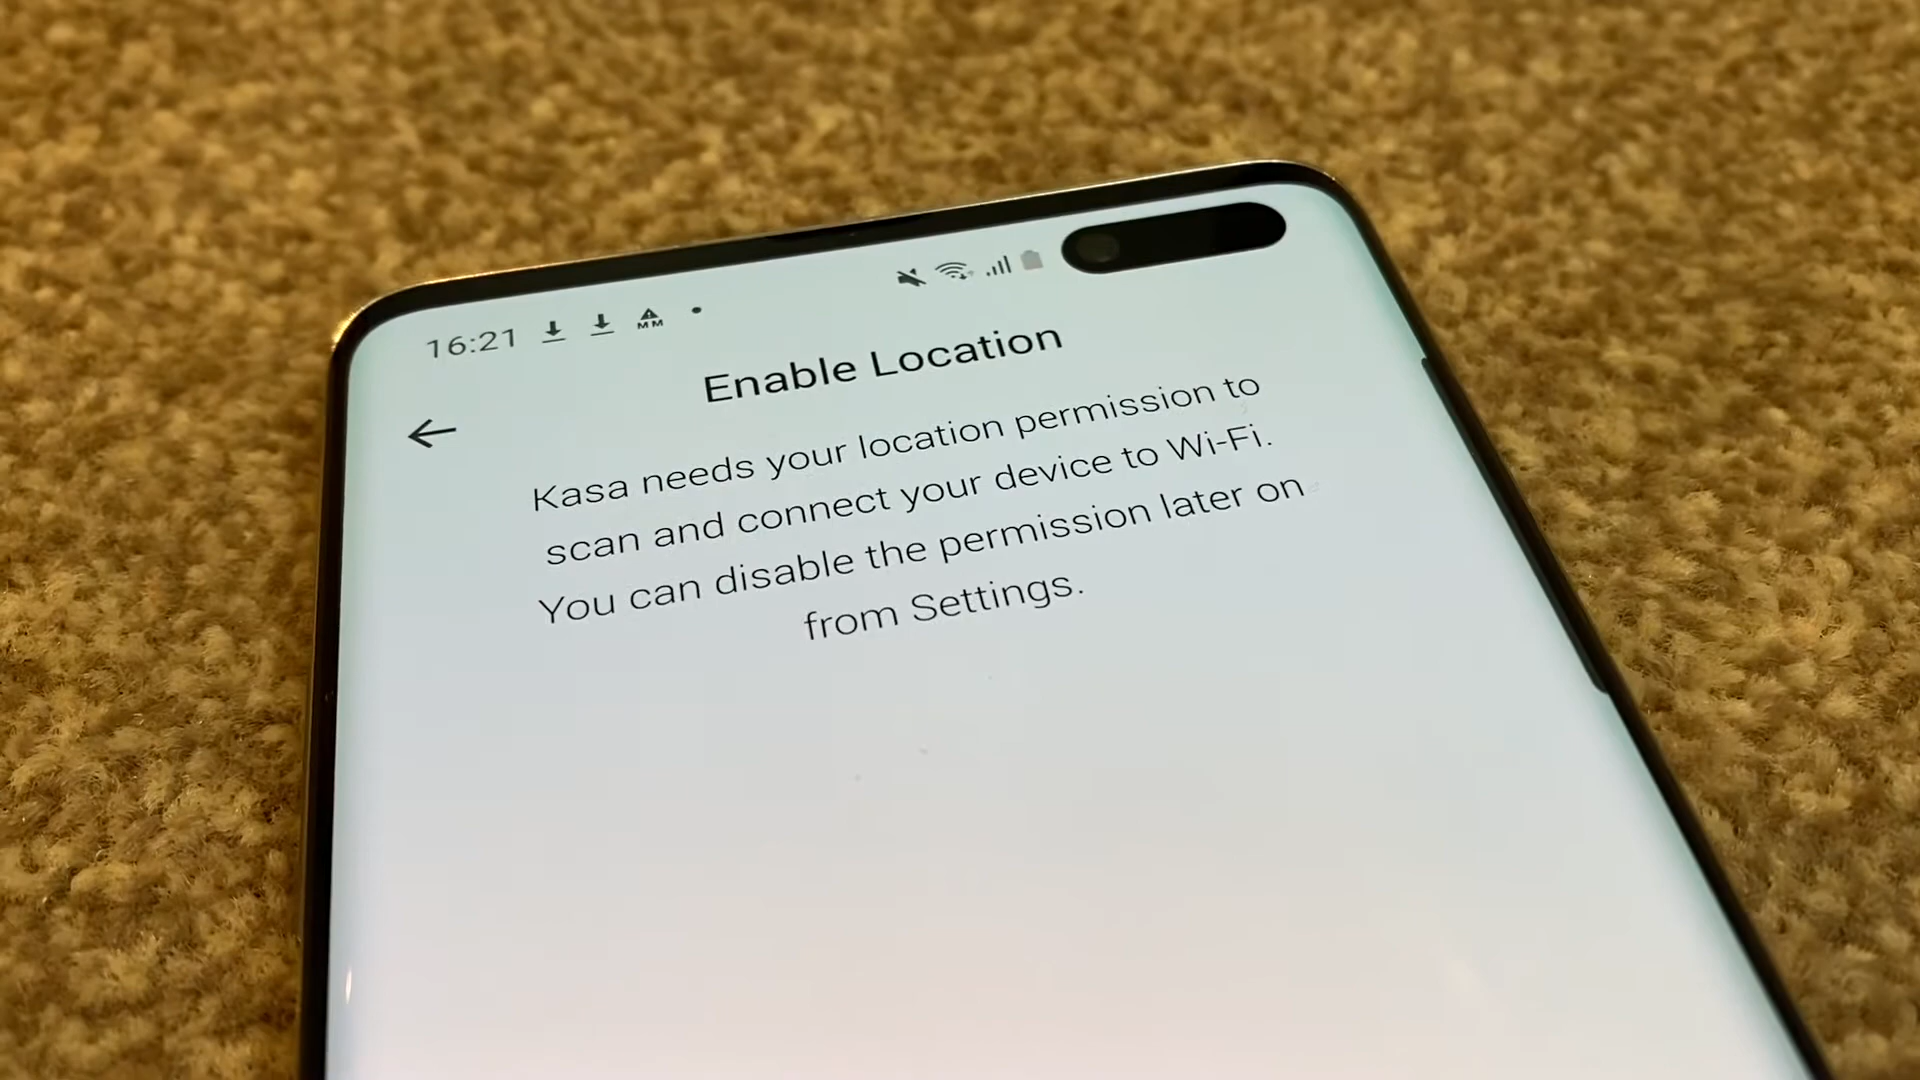 16:21
MM
Enable Location
Kasa needs your location permission to
scan and connect your device to Wi-Fi.
You can disable the permission later on
from Settings.